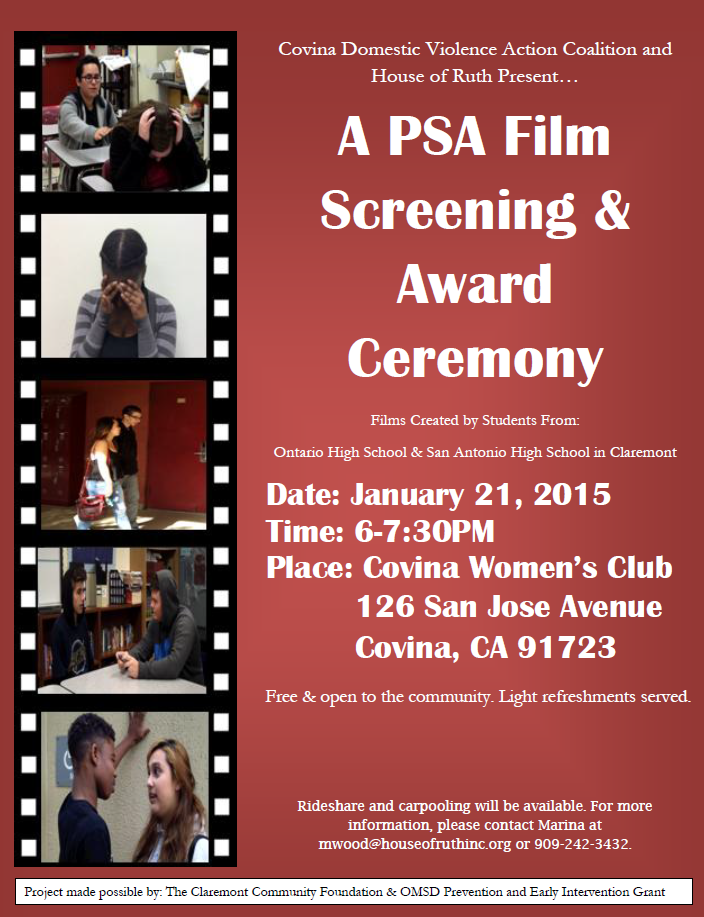 Covina Domestic Violence Action Coalition and
House of Ruth Present…
A PSA Film
Screening &
Award
Ceremony
Films Created by Students From:
Ontario High School & San Antonio High School in Claremont
Date: January 21, 2015
Time: 6-7:30PM
Place: Covina Women’s Club
126 San Jose Avenue
Covina, CA 91723
Free & open to the community. Light refreshments served.
Rideshare and carpooling will be available. For more
information, please contact Marina at
mwood@houseofruthinc.org or 909-242-3432.
Project made possible by: The Claremont Community Foundation & OMSD Prevention and Early Intervention Grant